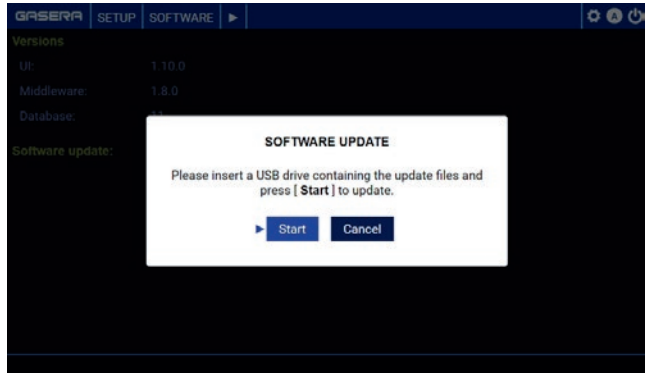 GASERA SETUP SOFTWARE
Versions
UI: 1.10.0
Middleware: 1.8.0
Database:
Software update:
SOFTWARE UPDATE
Please insert a USB drive containing the update files and
press [ Start ] to update.
Start Cancel